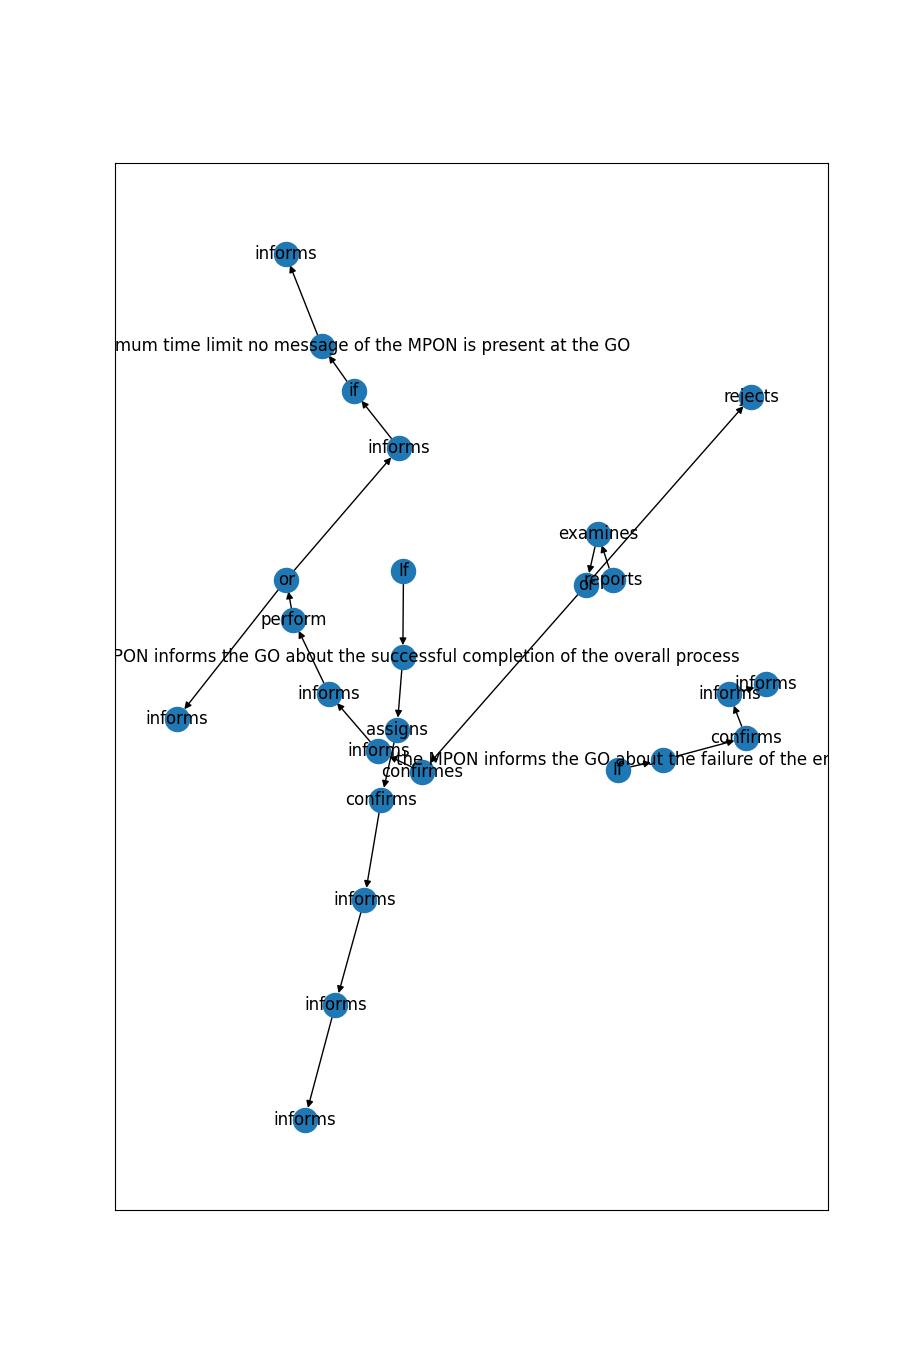 informs
mum time limit no message of the MPON is present at the GO
if
rejects
informs
examines
If
or
or
reports
perform
PON informs the GO about the successful completion of the overall process
informs
informs
informs
informs
assigns
confirms
informs
the MPON informs the GO about the failure of the er
If
confirmes
confirms
informs
informs
informs